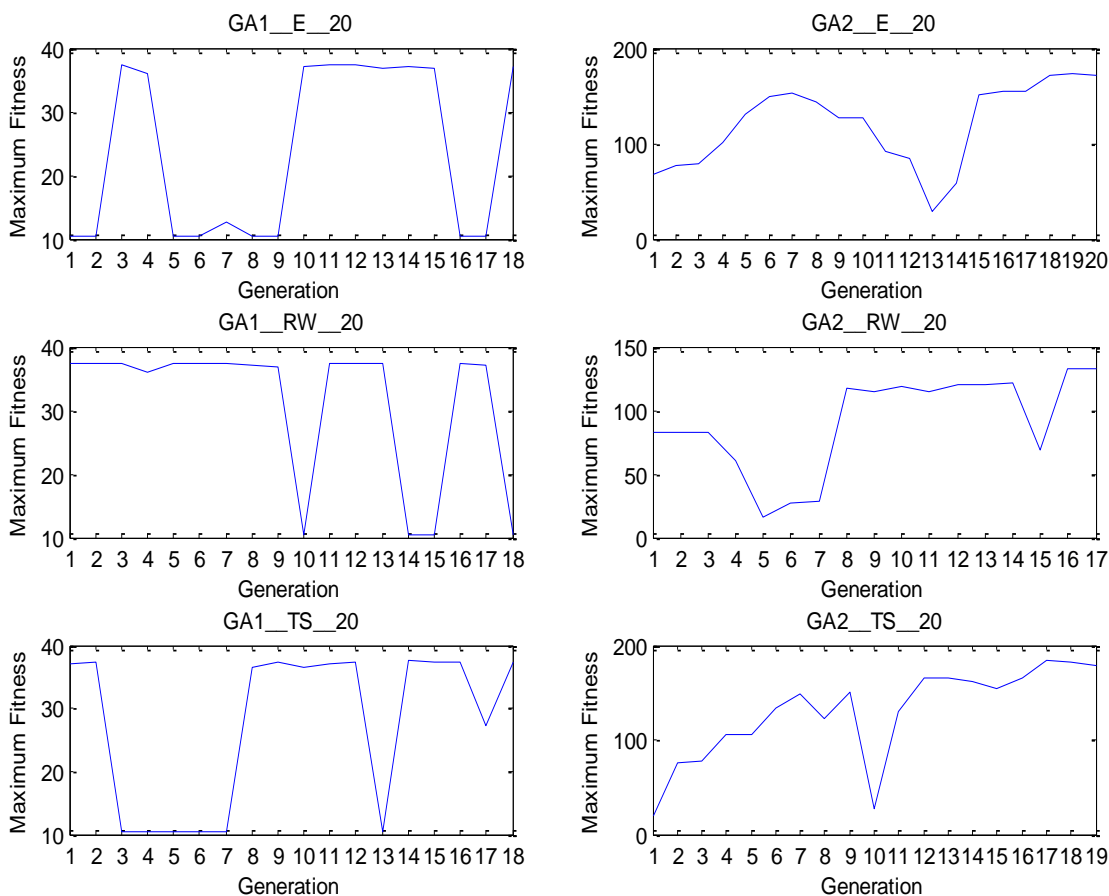 GA1__E__20
Maximum Fitness
40
30
20
10
1 2 3 4 5 6 7 8 9 10 11 12 13 14 15 16 17 18
Generation
GA2__E__20
Maximum Fitness
200
100
0
1 2 3 4 5 6 7 8 9 10 11 12 13 14 15 16 17 18 19 20
Generation
GA1__RW__20
Maximum Fitness
40
30
20
10
1 2 3 4 5 6 7 8 9 10 11 12 13 14 15 16 17 18
Generation
GA2__RW__20
Maximum Fitness
150
100
50
0
1 2 3 4 5 6 7 8 9 10 11 12 13 14 15 16 17
Generation
GA1__TS__20
Maximum Fitness
40
30
20
10
1 2 3 4 5 6 7 8 9 10 11 12 13 14 15 16 17 18
Generation
GA2__TS__20
Maximum Fitness
200
100
0
1 2 3 4 5 6 7 8 9 10 11 12 13 14 15 16 17 18 19
Generation